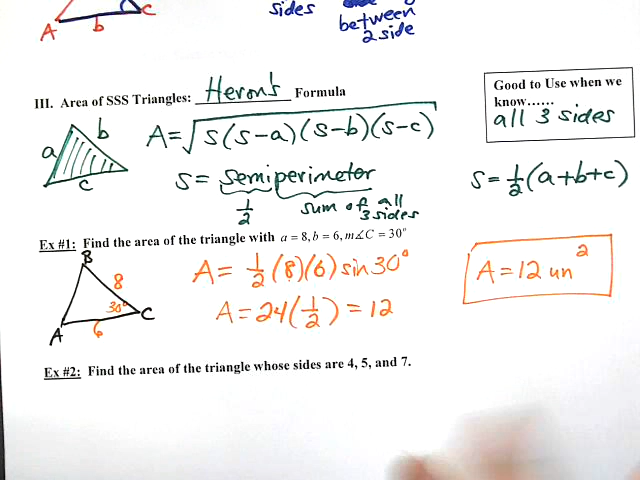 sides
between
2 side
A
b
C
III. Area of SSS Triangles: Heron's Formula
Good to Use when we
know......
all 3 sides
a
b
c
A=√s(s-a)(s-b)(s-c)
s= semiperimeter
1/2
sum of all
3 sides
s=1/2(a+b+c)
Ex #1: Find the area of the triangle with a = 8, b = 6, m∠C = 30°
B
8
30°
C
A
6
A= 1/2(8)(6) sin30°
A=24(1/2) = 12
A=12 un²
Ex #2: Find the area of the triangle whose sides are 4, 5, and 7.